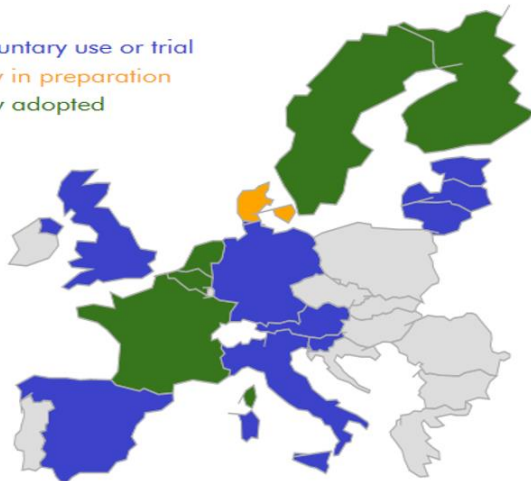 untary use or trial
y in preparation
y adopted